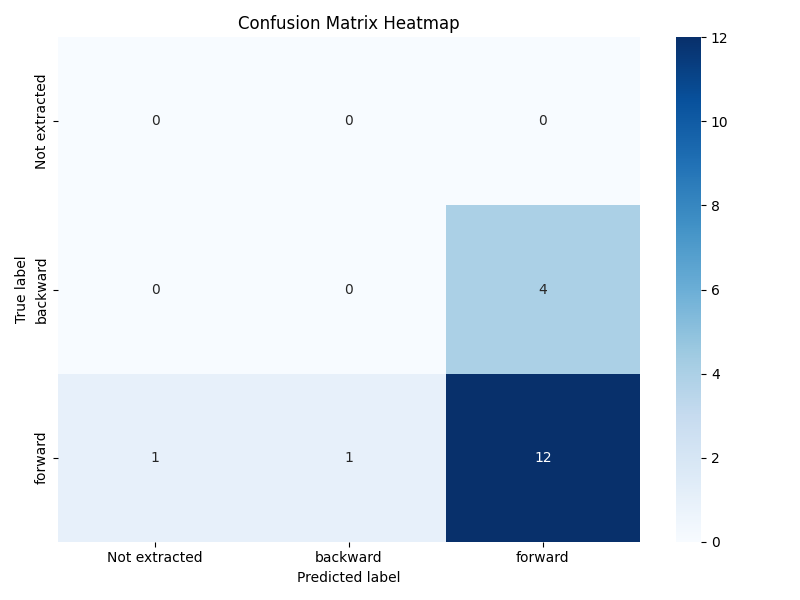 Confusion Matrix Heatmap
Not extracted
0 0 0
backward
0 0 4
forward
1 1 12
True label
Not extracted backward forward
Predicted label
12
10
8
6
4
2
0